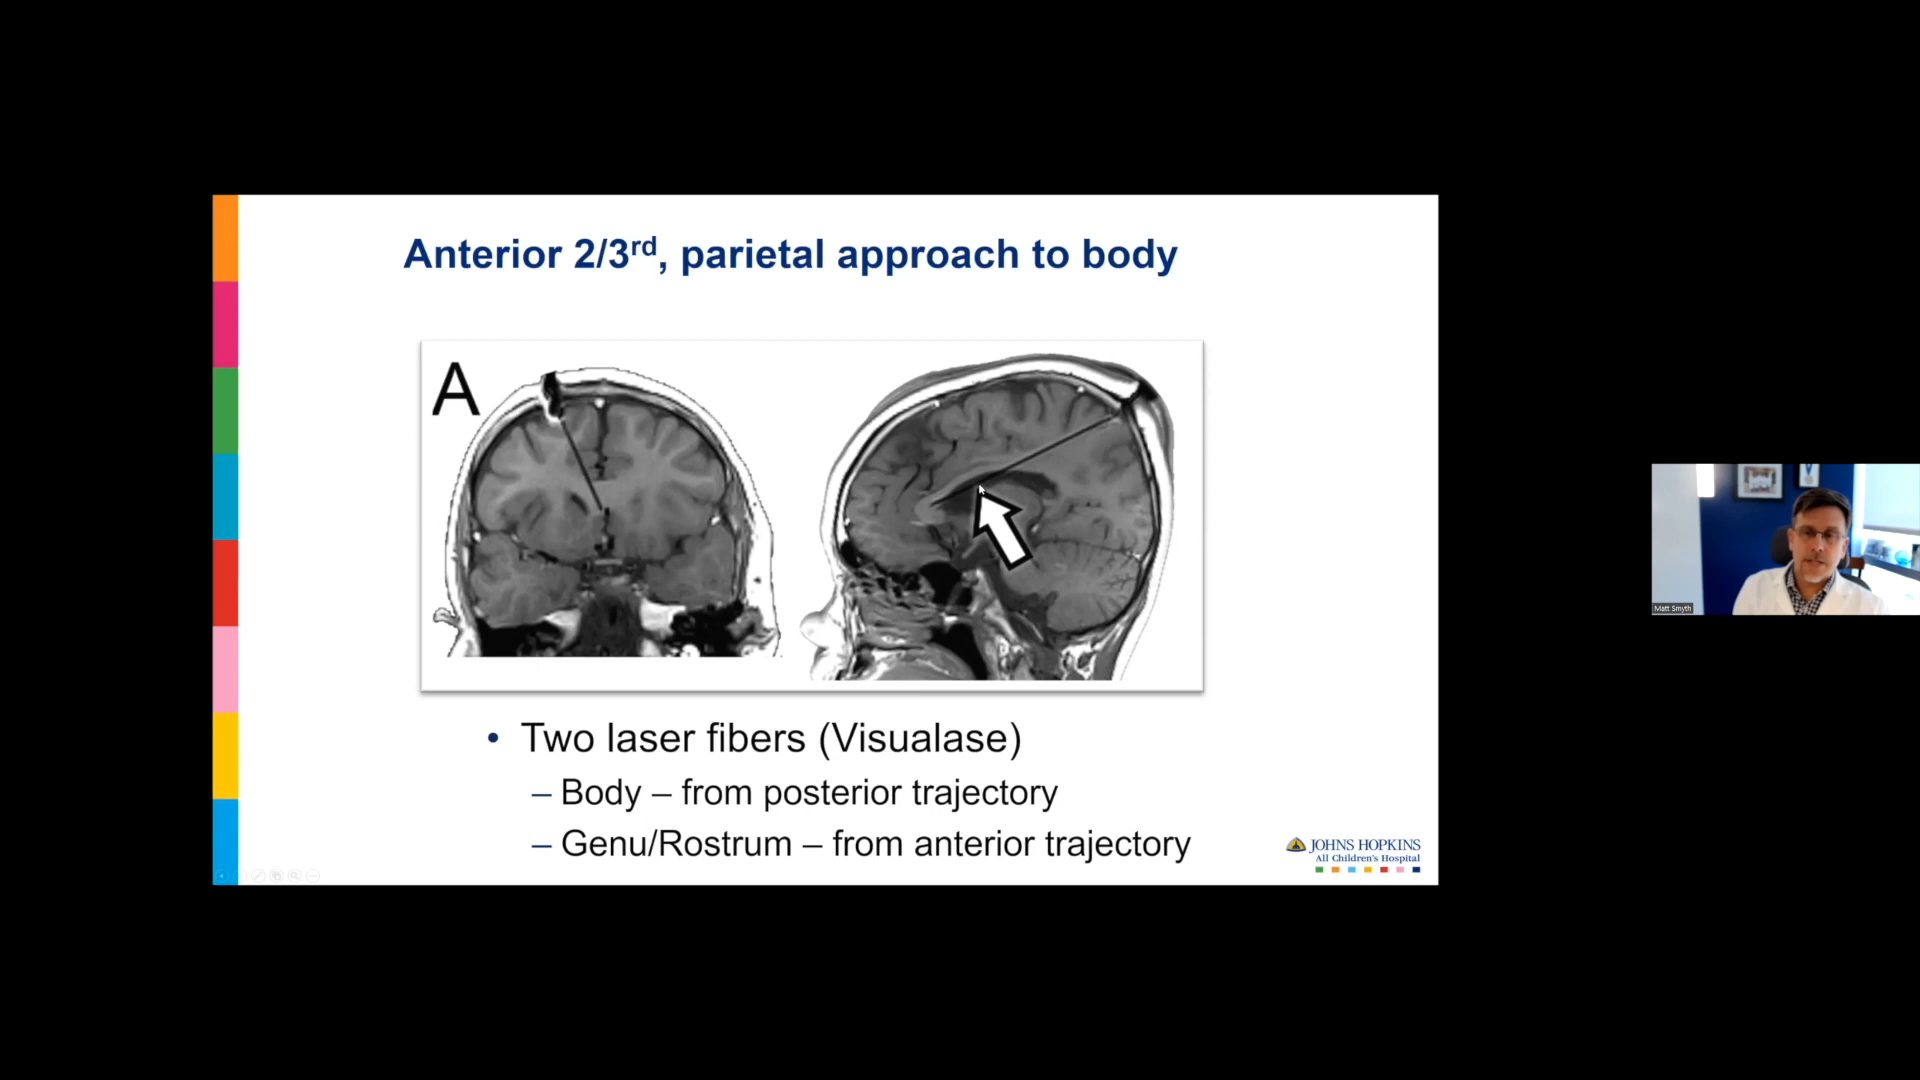 Anterior 2/3rd, parietal approach to body
A
• Two laser fibers (Visualase)
– Body – from posterior trajectory
– Genu/Rostrum – from anterior trajectory
JOHNS HOPKINS
All Children's Hospital
Matt Smyth